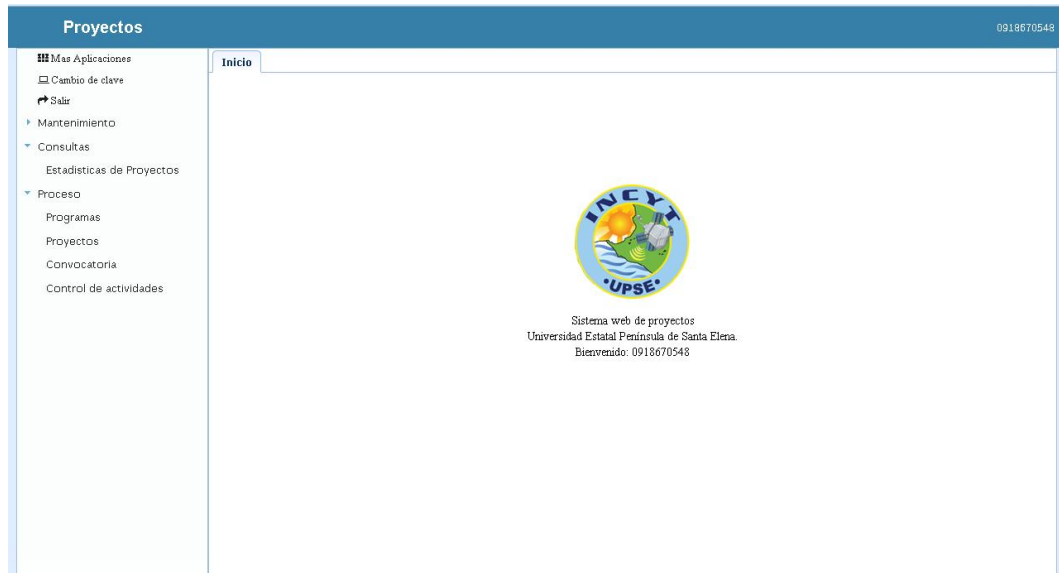 Proyectos
0918670548
Mas Aplicaciones
Cambio de clave
Salir
Mantenimiento
Consultas
Estadisticas de Proyectos
Proceso
Programas
Proyectos
Convocatoria
Control de actividades
Inicio
INCYT
•UPSE•
Sistema web de proyectos
Universidad Estatal Península de Santa Elena.
Bienvenido: 0918670548